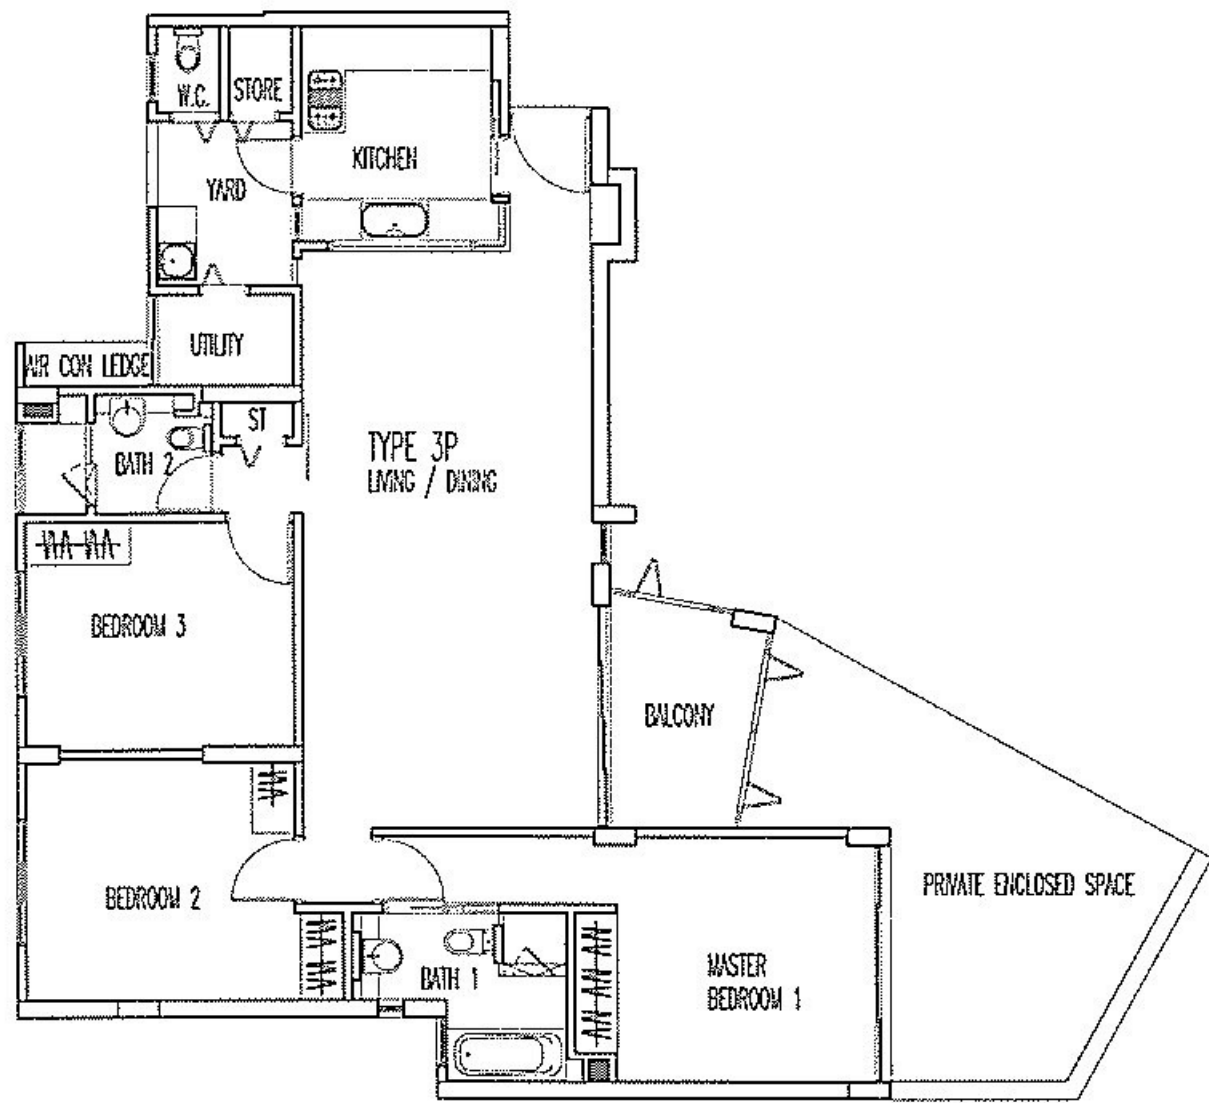 W.C.
STORE
KITCHEN
YARD
UTILITY
AIR CON LEDGE
ST
BATH 2
TYPE 3P
LIVING / DINING
BEDROOM 3
BALCONY
BEDROOM 2
PRIVATE ENCLOSED SPACE
BATH 1
MASTER
BEDROOM 1